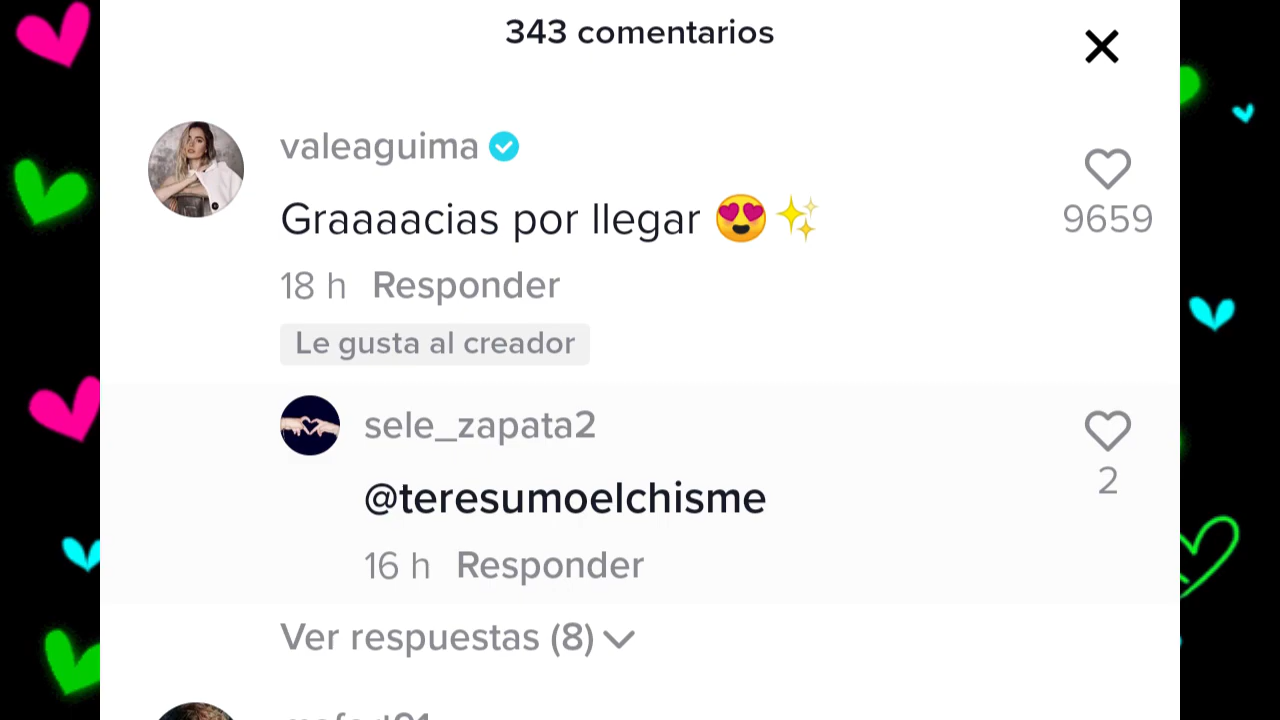 343 comentarios
valeaguima
Graaaacias por llegar 😍✨
9659
18 h Responder
Le gusta al creador
sele_zapata2
@teresumoelchisme
2
16 h Responder
Ver respuestas (8)